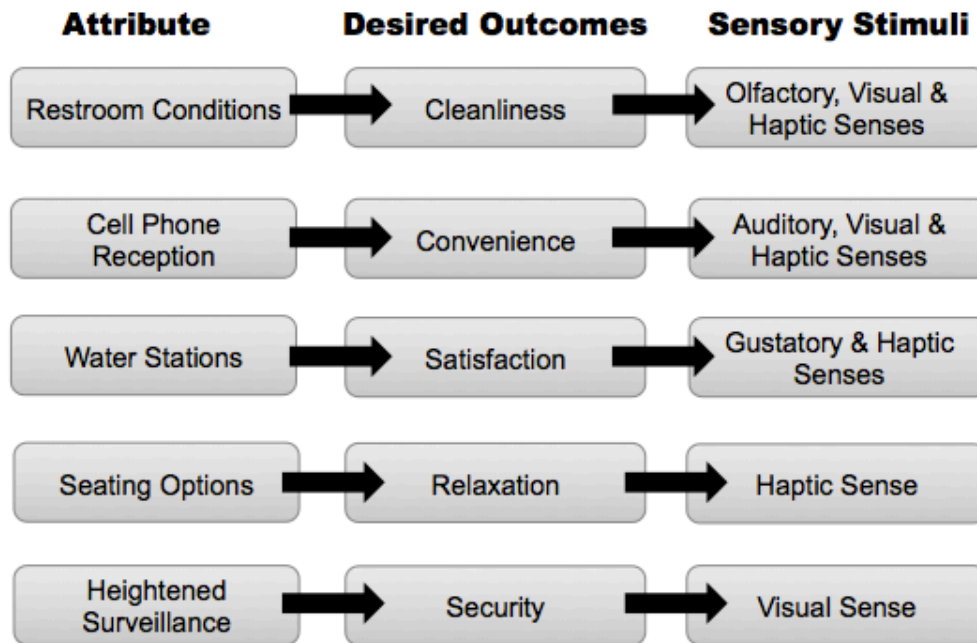 Attribute Desired Outcomes Sensory Stimuli
Restroom Conditions Cleanliness Olfactory, Visual &
Haptic Senses
Cell Phone
Reception Convenience Auditory, Visual &
Haptic Senses
Water Stations Satisfaction Gustatory & Haptic
Senses
Seating Options Relaxation Haptic Sense
Heightened
Surveillance Security Visual Sense